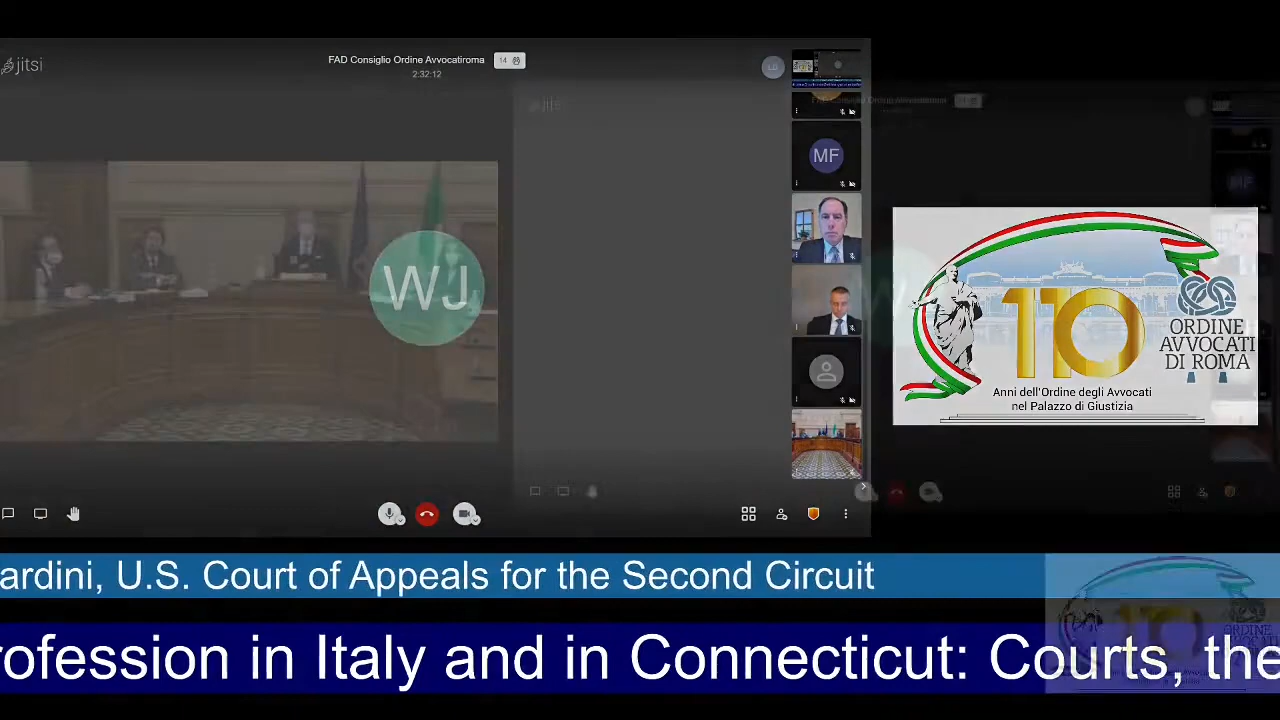 jitsi
FAD Consiglio Ordine Avvocatiroma
14
2:32:12
LB
MF
WJ
110
ORDINE
AVVOCATI
DI ROMA
Anni dell'Ordine degli Avvocati
nel Palazzo di Giustizia
ardini, U.S. Court of Appeals for the Second Circuit
rofession in Italy and in Connecticut: Courts, the